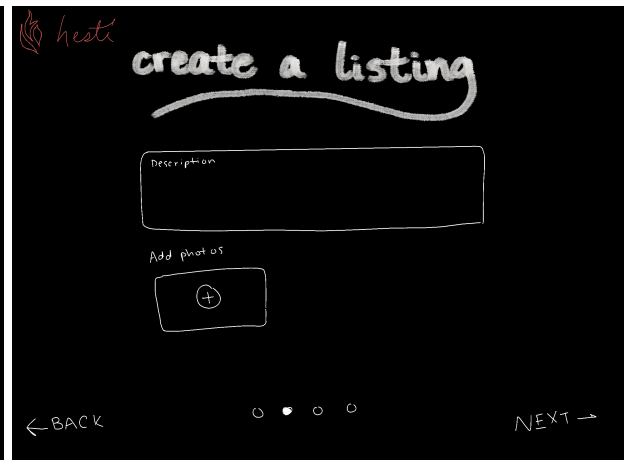 hesti
create a listing
Description
Add photos
← BACK
NEXT →